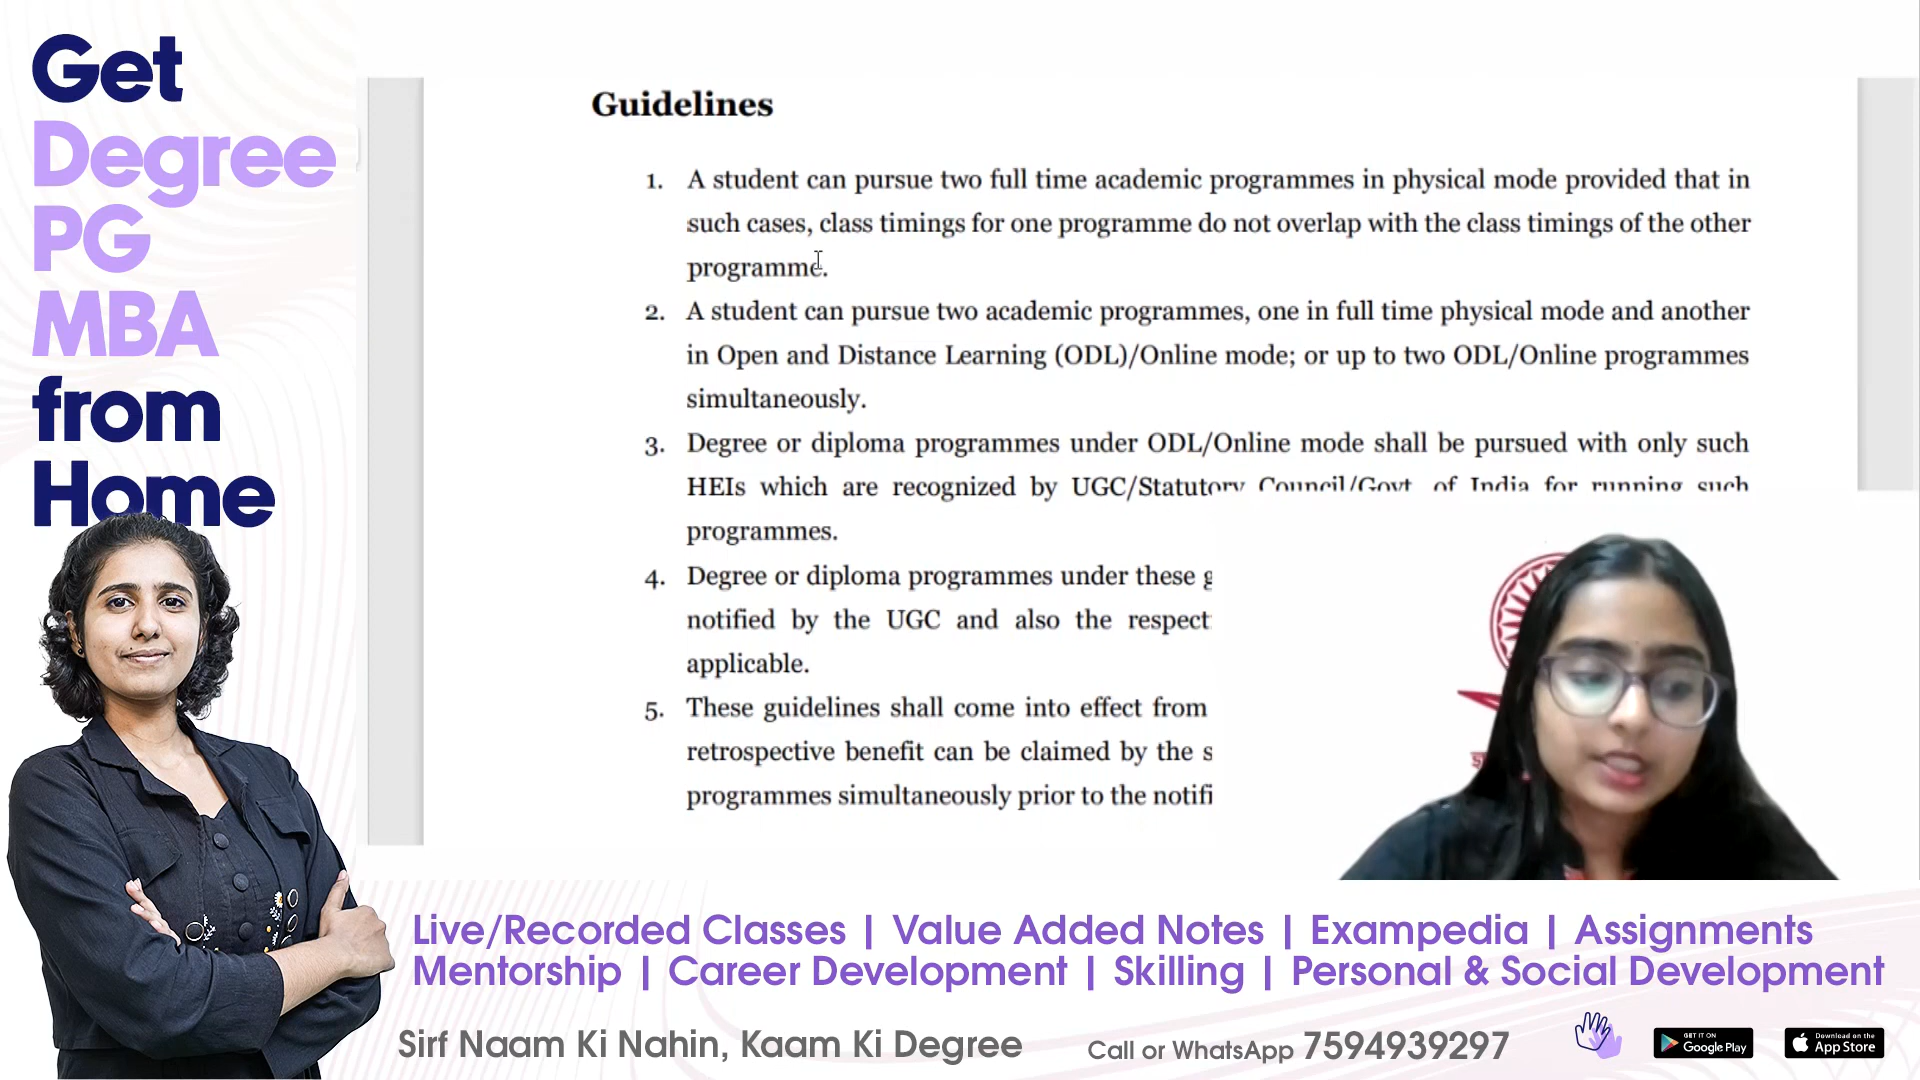 Get
Degree
PG
MBA
from
Home
Guidelines
1. A student can pursue two full time academic programmes in physical mode provided that in
such cases, class timings for one programme do not overlap with the class timings of the other
programme.
2. A student can pursue two academic programmes, one in full time physical mode and another
in Open and Distance Learning (ODL)/Online mode; or up to two ODL/Online programmes
simultaneously.
3. Degree or diploma programmes under ODL/Online mode shall be pursued with only such
HEIs which are recognized by UGC/Statutory Council/Govt. of India for running such
programmes.
4. Degree or diploma programmes under these
notified by the UGC and also the
applicable.
5. These guidelines shall come into effect from
retrospective benefit can be claimed by the
programmes simultaneously prior to the
Live/Recorded Classes | Value Added Notes | Exampedia | Assignments
Mentorship | Career Development | Skilling | Personal & Social Development
Sirf Naam Ki Nahin, Kaam Ki Degree
Call or WhatsApp 7594939297
GET IT ON
Google Play
Download on the
App Store